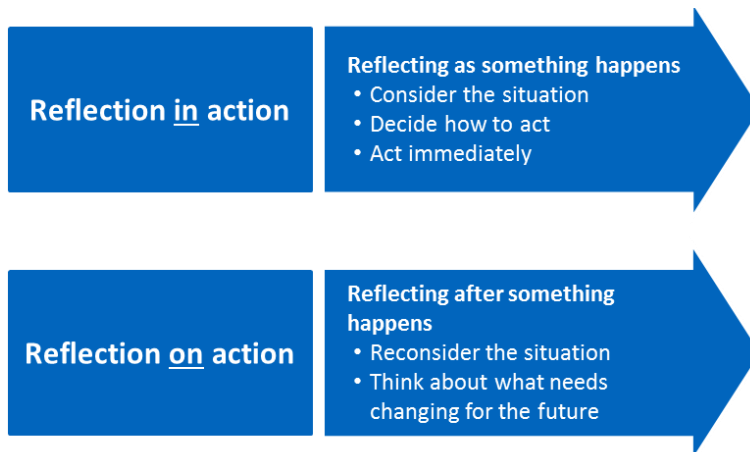 Reflection in action
Reflecting as something happens
• Consider the situation
• Decide how to act
• Act immediately
Reflection on action
Reflecting after something
happens
• Reconsider the situation
• Think about what needs
changing for the future